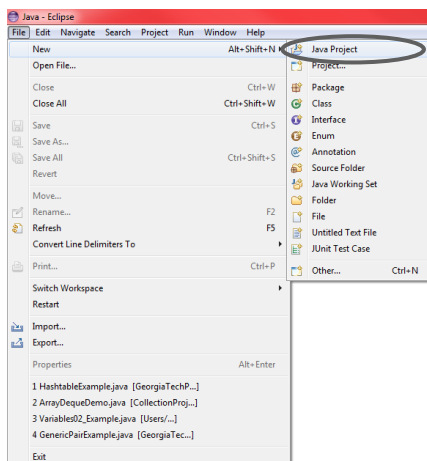 Java - Eclipse
File Edit Navigate Search Project Run Window Help
New Alt+Shift+N
Open File...
Close Ctrl+W
Close All Ctrl+Shift+W
Save Ctrl+S
Save As...
Save All Ctrl+Shift+S
Revert
Move...
Rename... F2
Refresh F5
Convert Line Delimiters To
Print... Ctrl+P
Switch Workspace
Restart
Import...
Export...
Properties Alt+Enter
1 HashtableExample.java [GeorgiaTechP...]
2 ArrayDequeDemo.java [CollectionProj...]
3 Variables02_Example.java [Users/...]
4 GenericPairExample.java [GeorgiaTec...]
Exit
Java Project
Project...
Package
Class
Interface
Enum
Annotation
Source Folder
Java Working Set
Folder
File
Untitled Text File
JUnit Test Case
Other... Ctrl+N